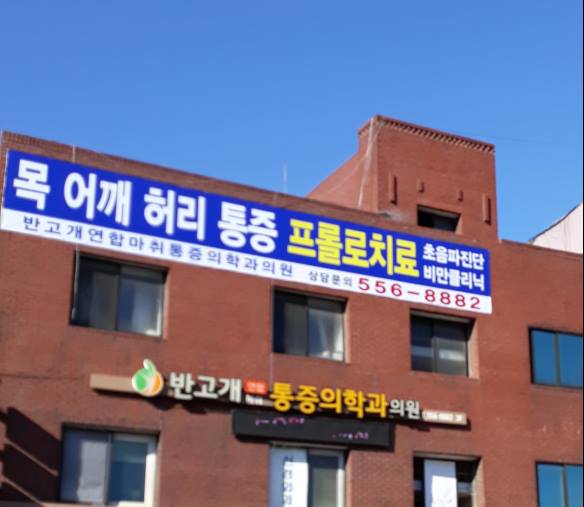 목 어깨 허리 통증 프롤로치료 초음파진단 비만클리닉
반고개연합마취통증의학과의원 상담문의 556-8882
반고개 연합 통증의학과의원 556-8882